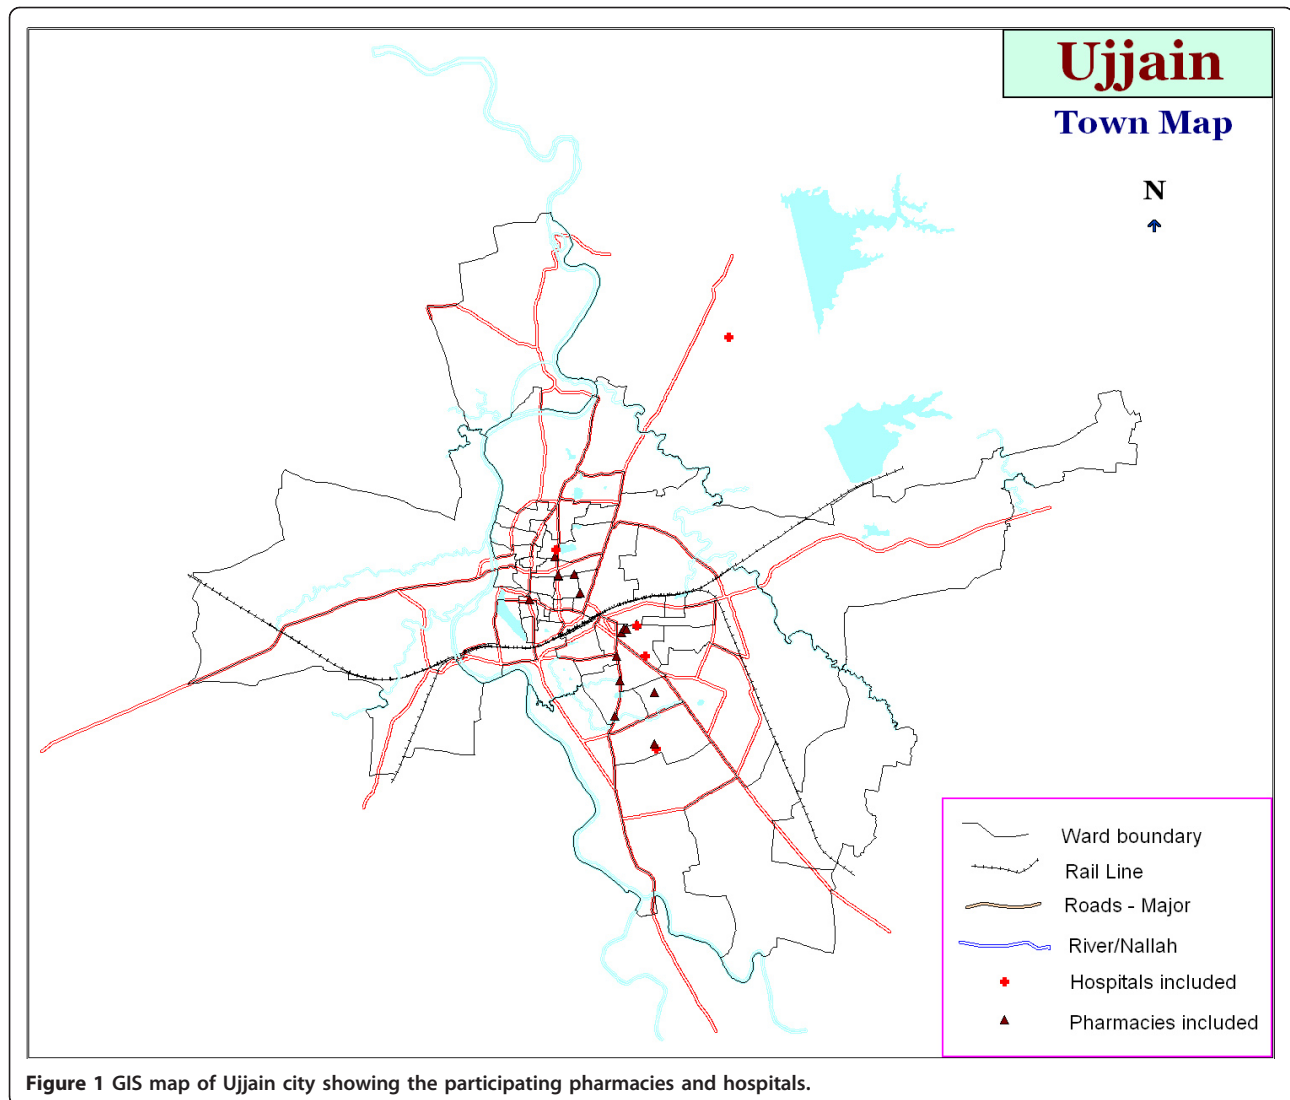 Ujjain
Town Map
N
Ward boundary
Rail Line
Roads - Major
River/Nallah
Hospitals included
Pharmacies included
Figure 1 GIS map of Ujjain city showing the participating pharmacies and hospitals.